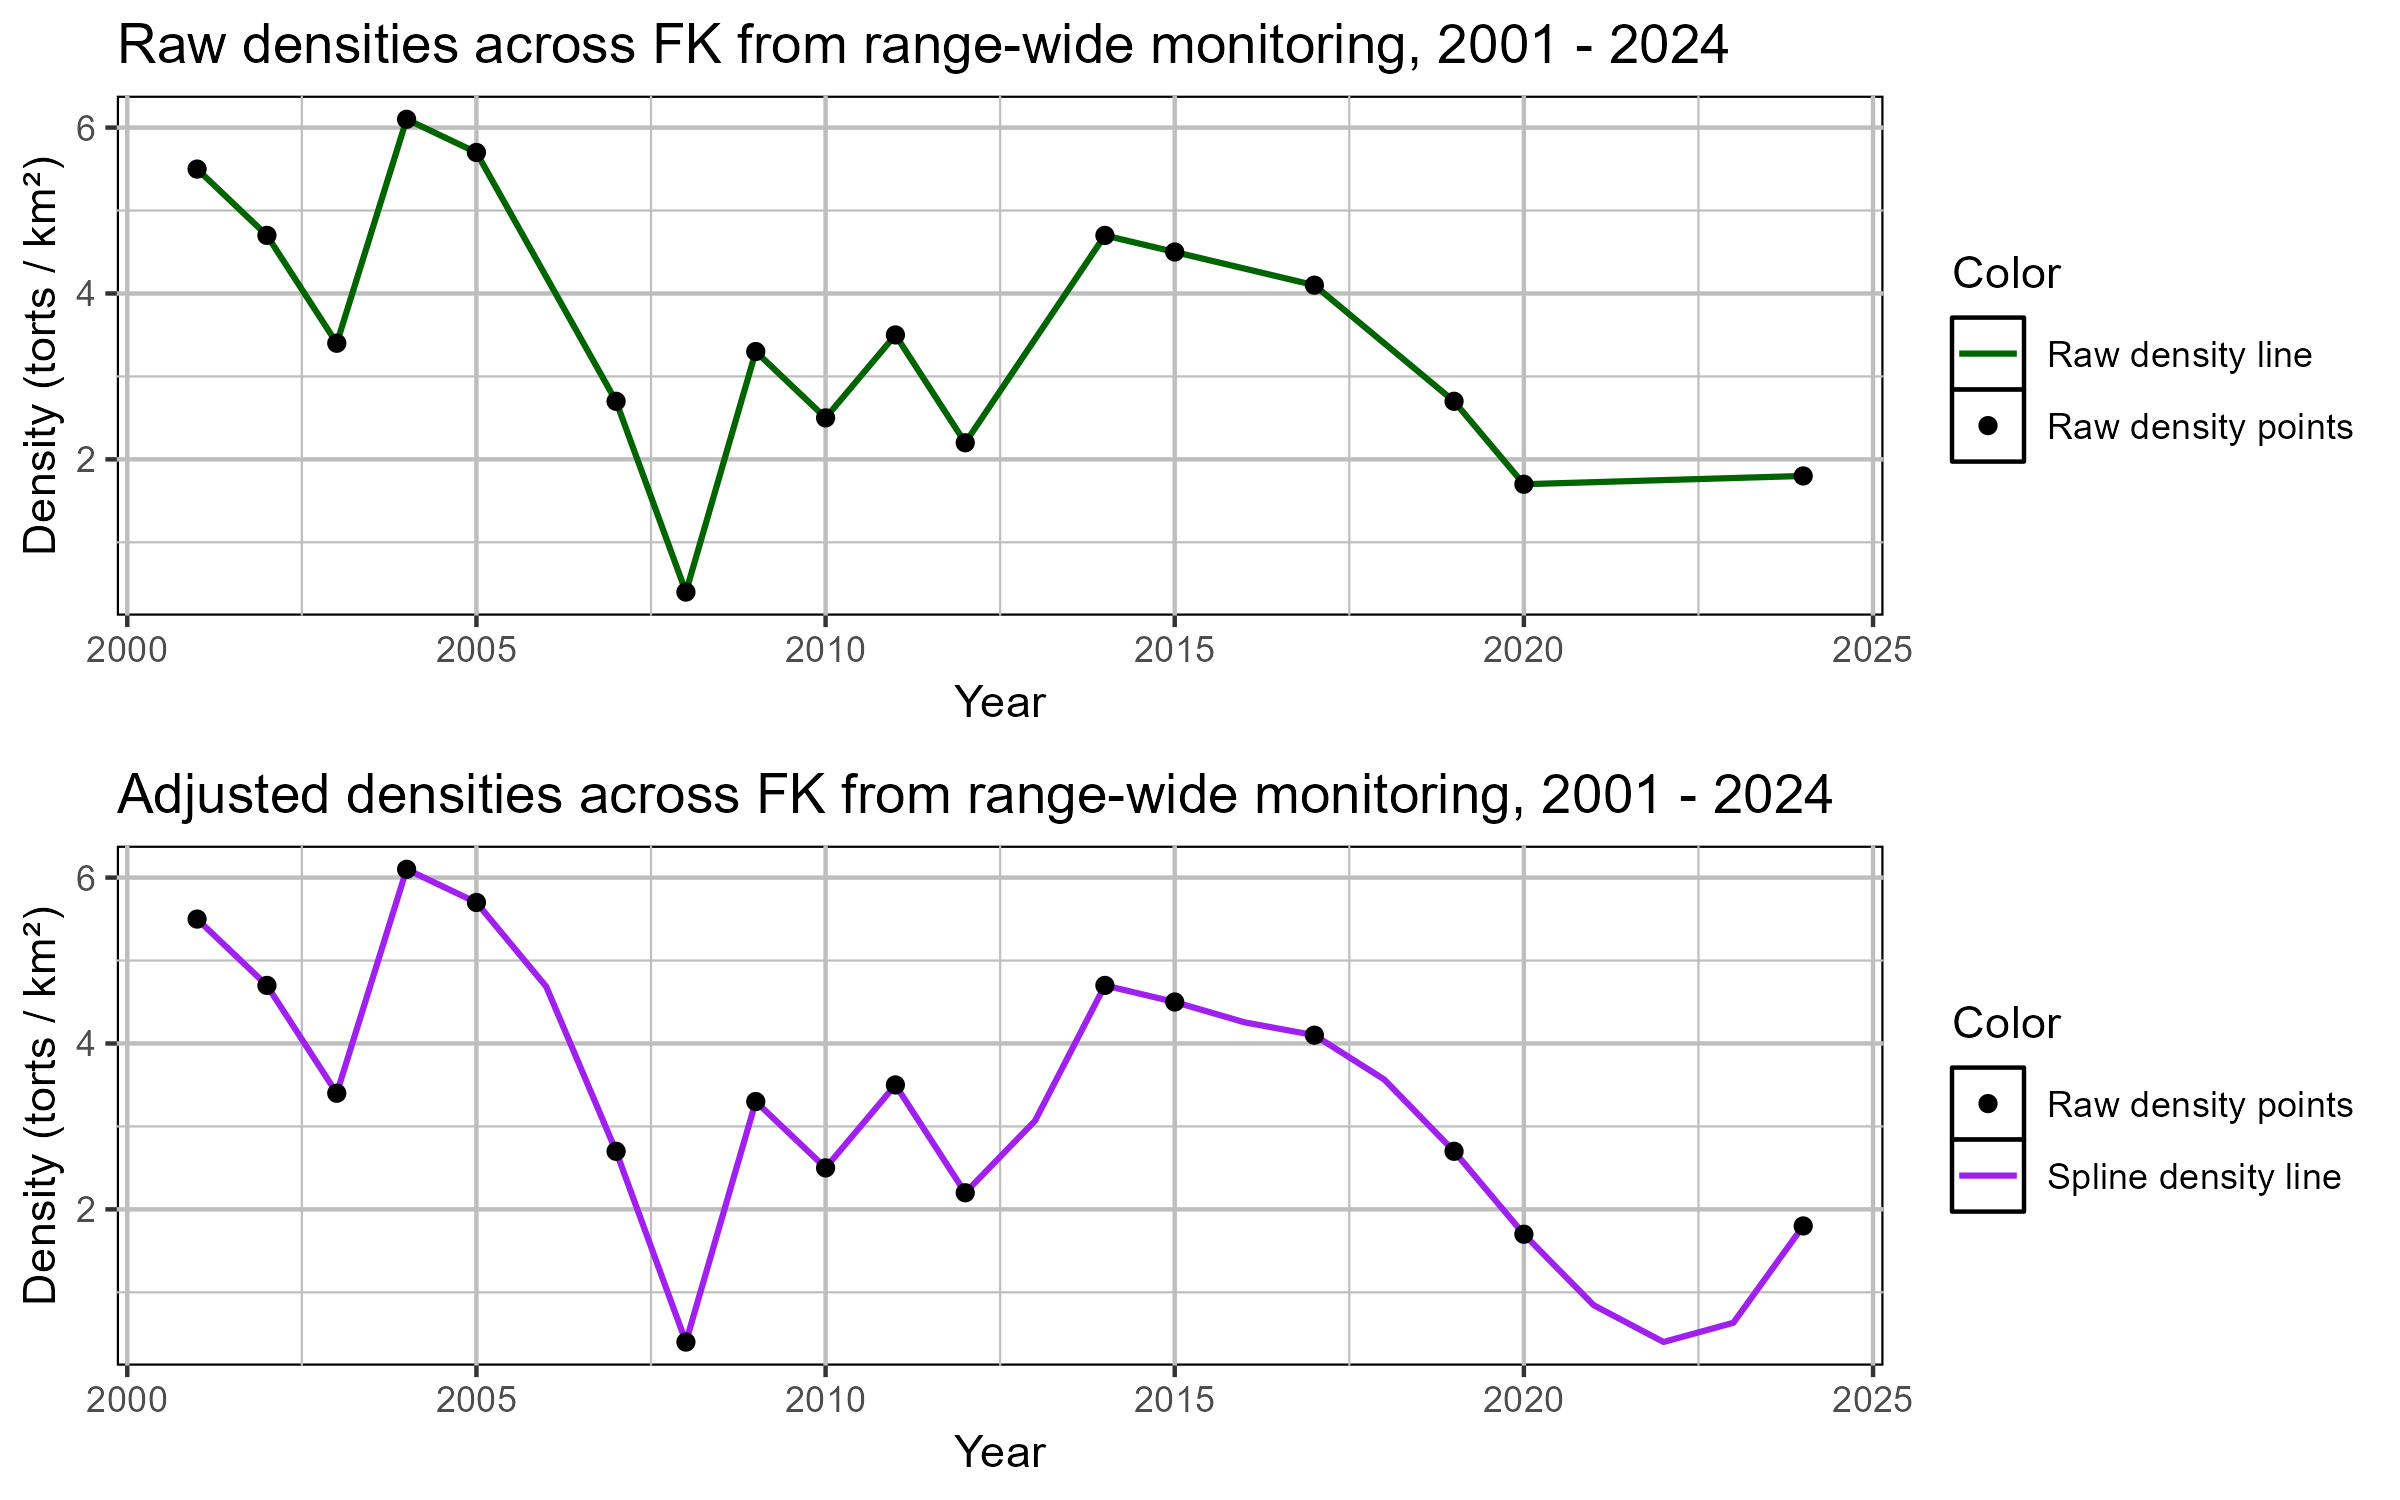 Raw densities across FK from range-wide monitoring, 2001 - 2024
Density (torts / km²)
6
4
2
2000 2005 2010 2015 2020 2025
Year
Color
Raw density line
Raw density points
Adjusted densities across FK from range-wide monitoring, 2001 - 2024
Density (torts / km²)
6
4
2
2000 2005 2010 2015 2020 2025
Year
Color
Raw density points
Spline density line